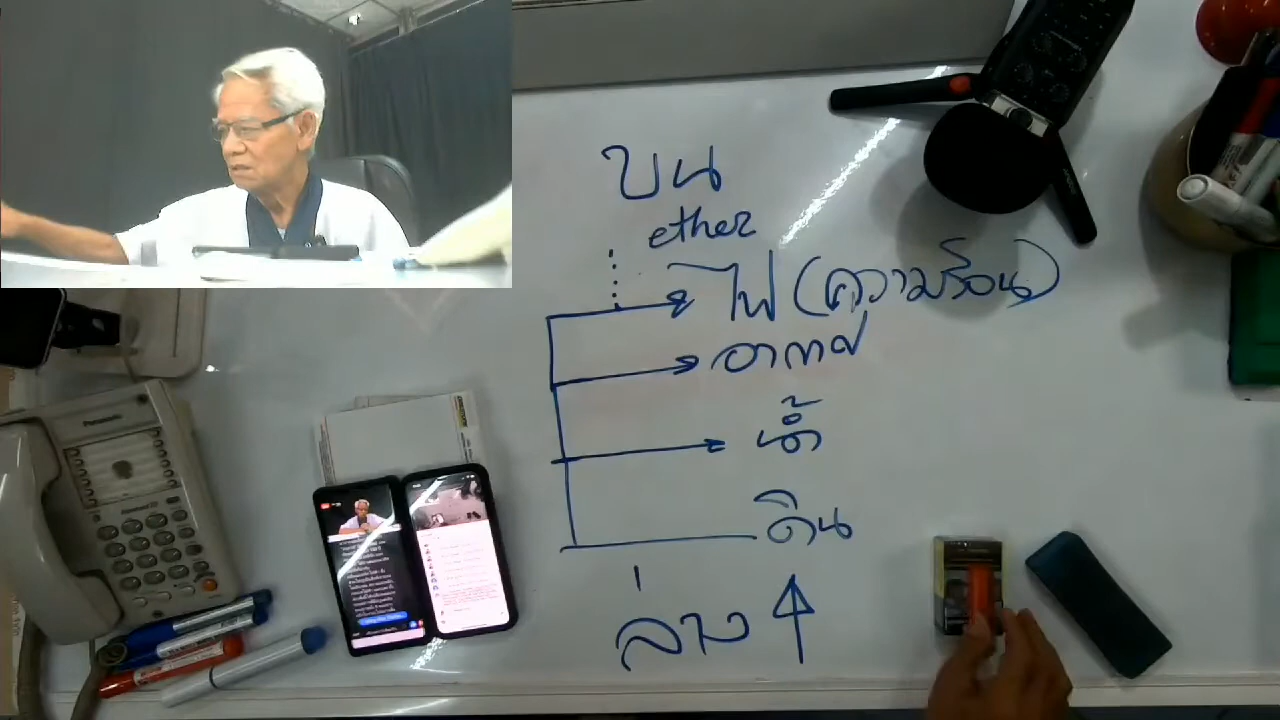 บน
ether
ไฟ (ความร้อน)
อากาศ
น้ำ
ดิน
ล่าง
Panasonic